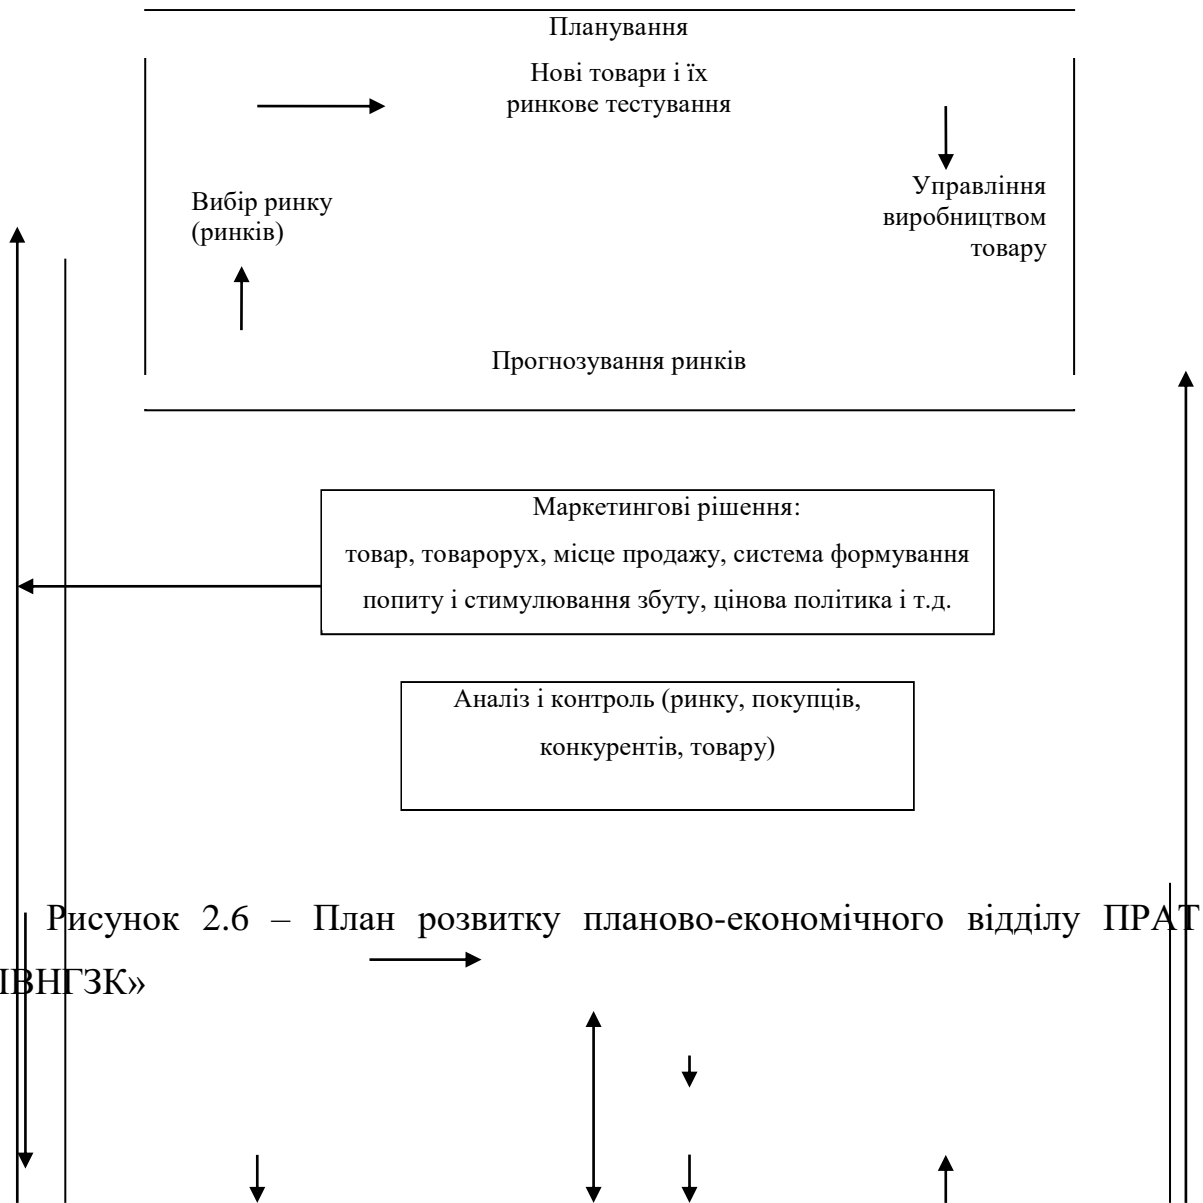 Планування
Нові товари і їх
ринкове тестування
Вибір ринку
(ринків)
Управління
виробництвом
товару
Прогнозування ринків
Маркетингові рішення:
товар, товарорух, місце продажу, система формування
попиту і стимулювання збуту, цінова політика і т.д.
Аналіз і контроль (ринку, покупців,
конкурентів, товару)
Рисунок 2.6 – План розвитку планово-економічного відділу ПРАТ
ІВНГЗК»